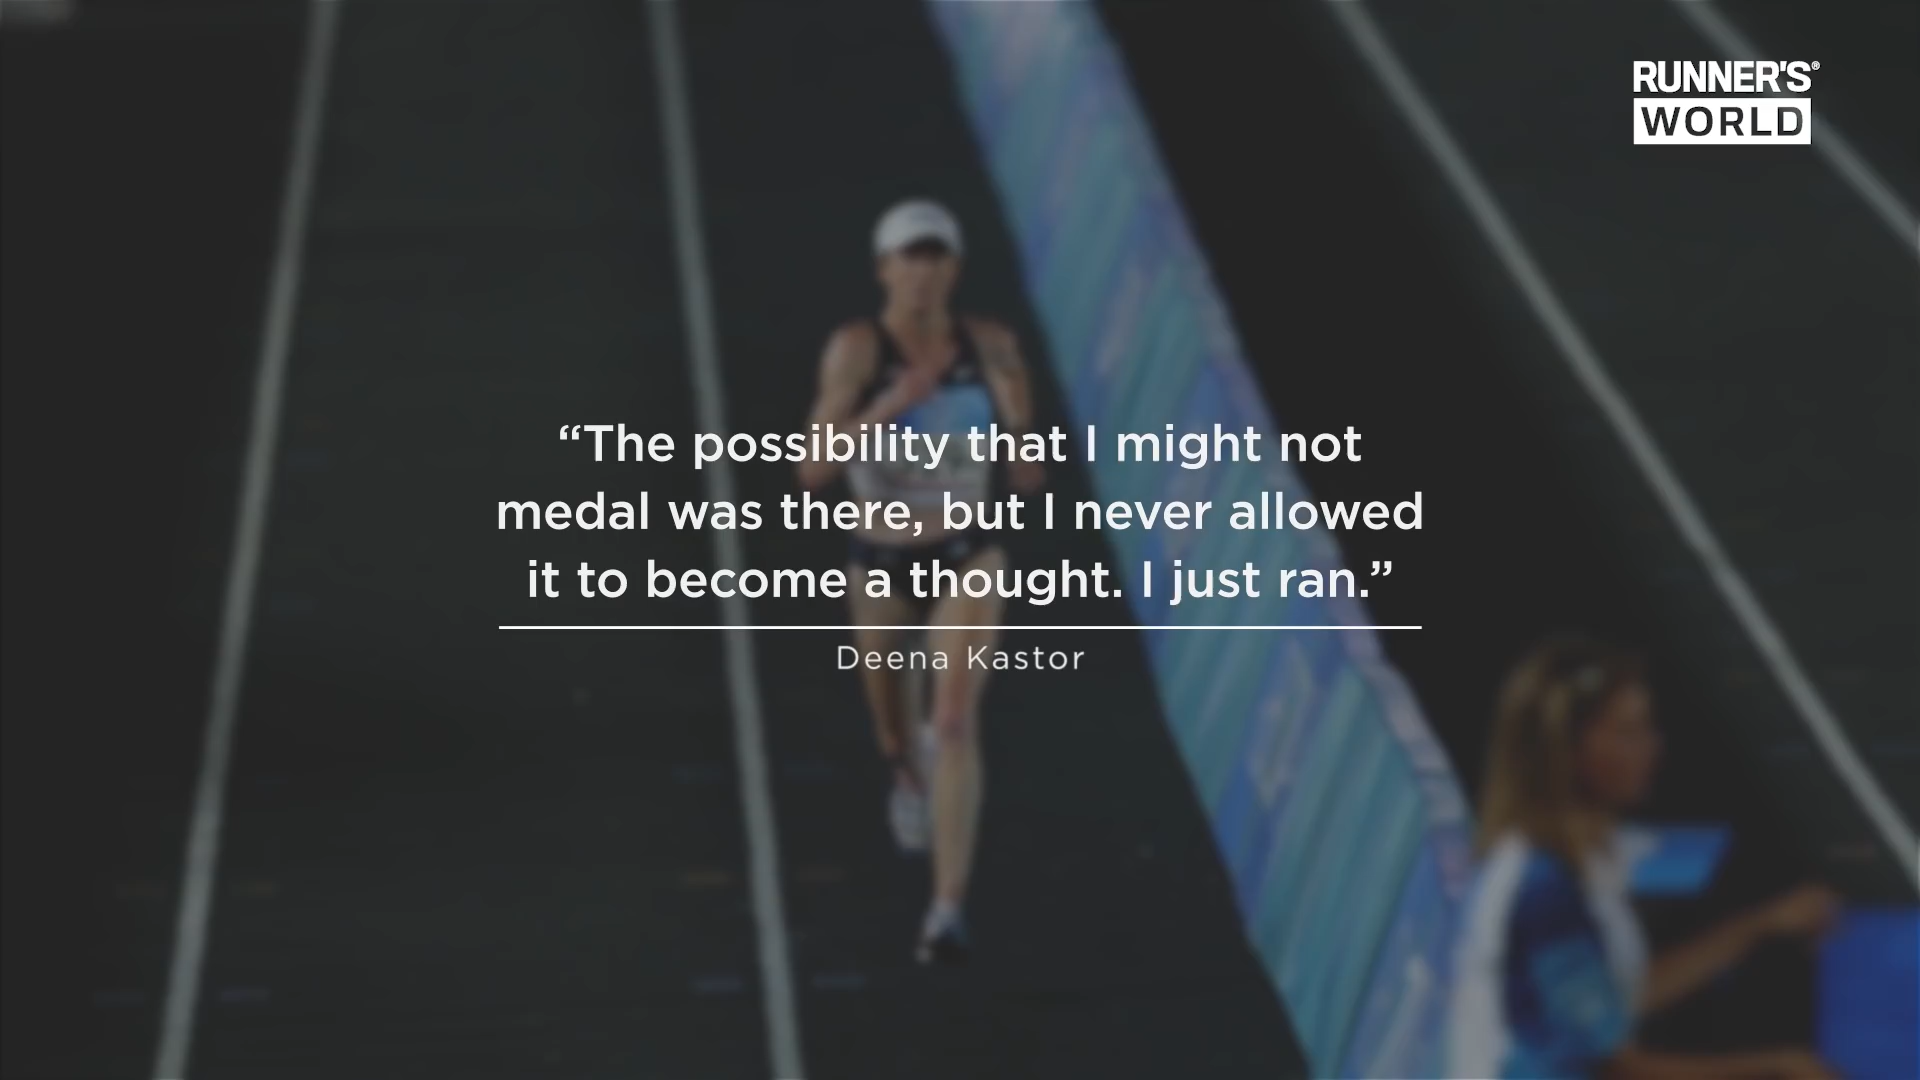 RUNNER'S®
WORLD
“The possibility that I might not
medal was there, but I never allowed
it to become a thought. I just ran.”
Deena Kastor